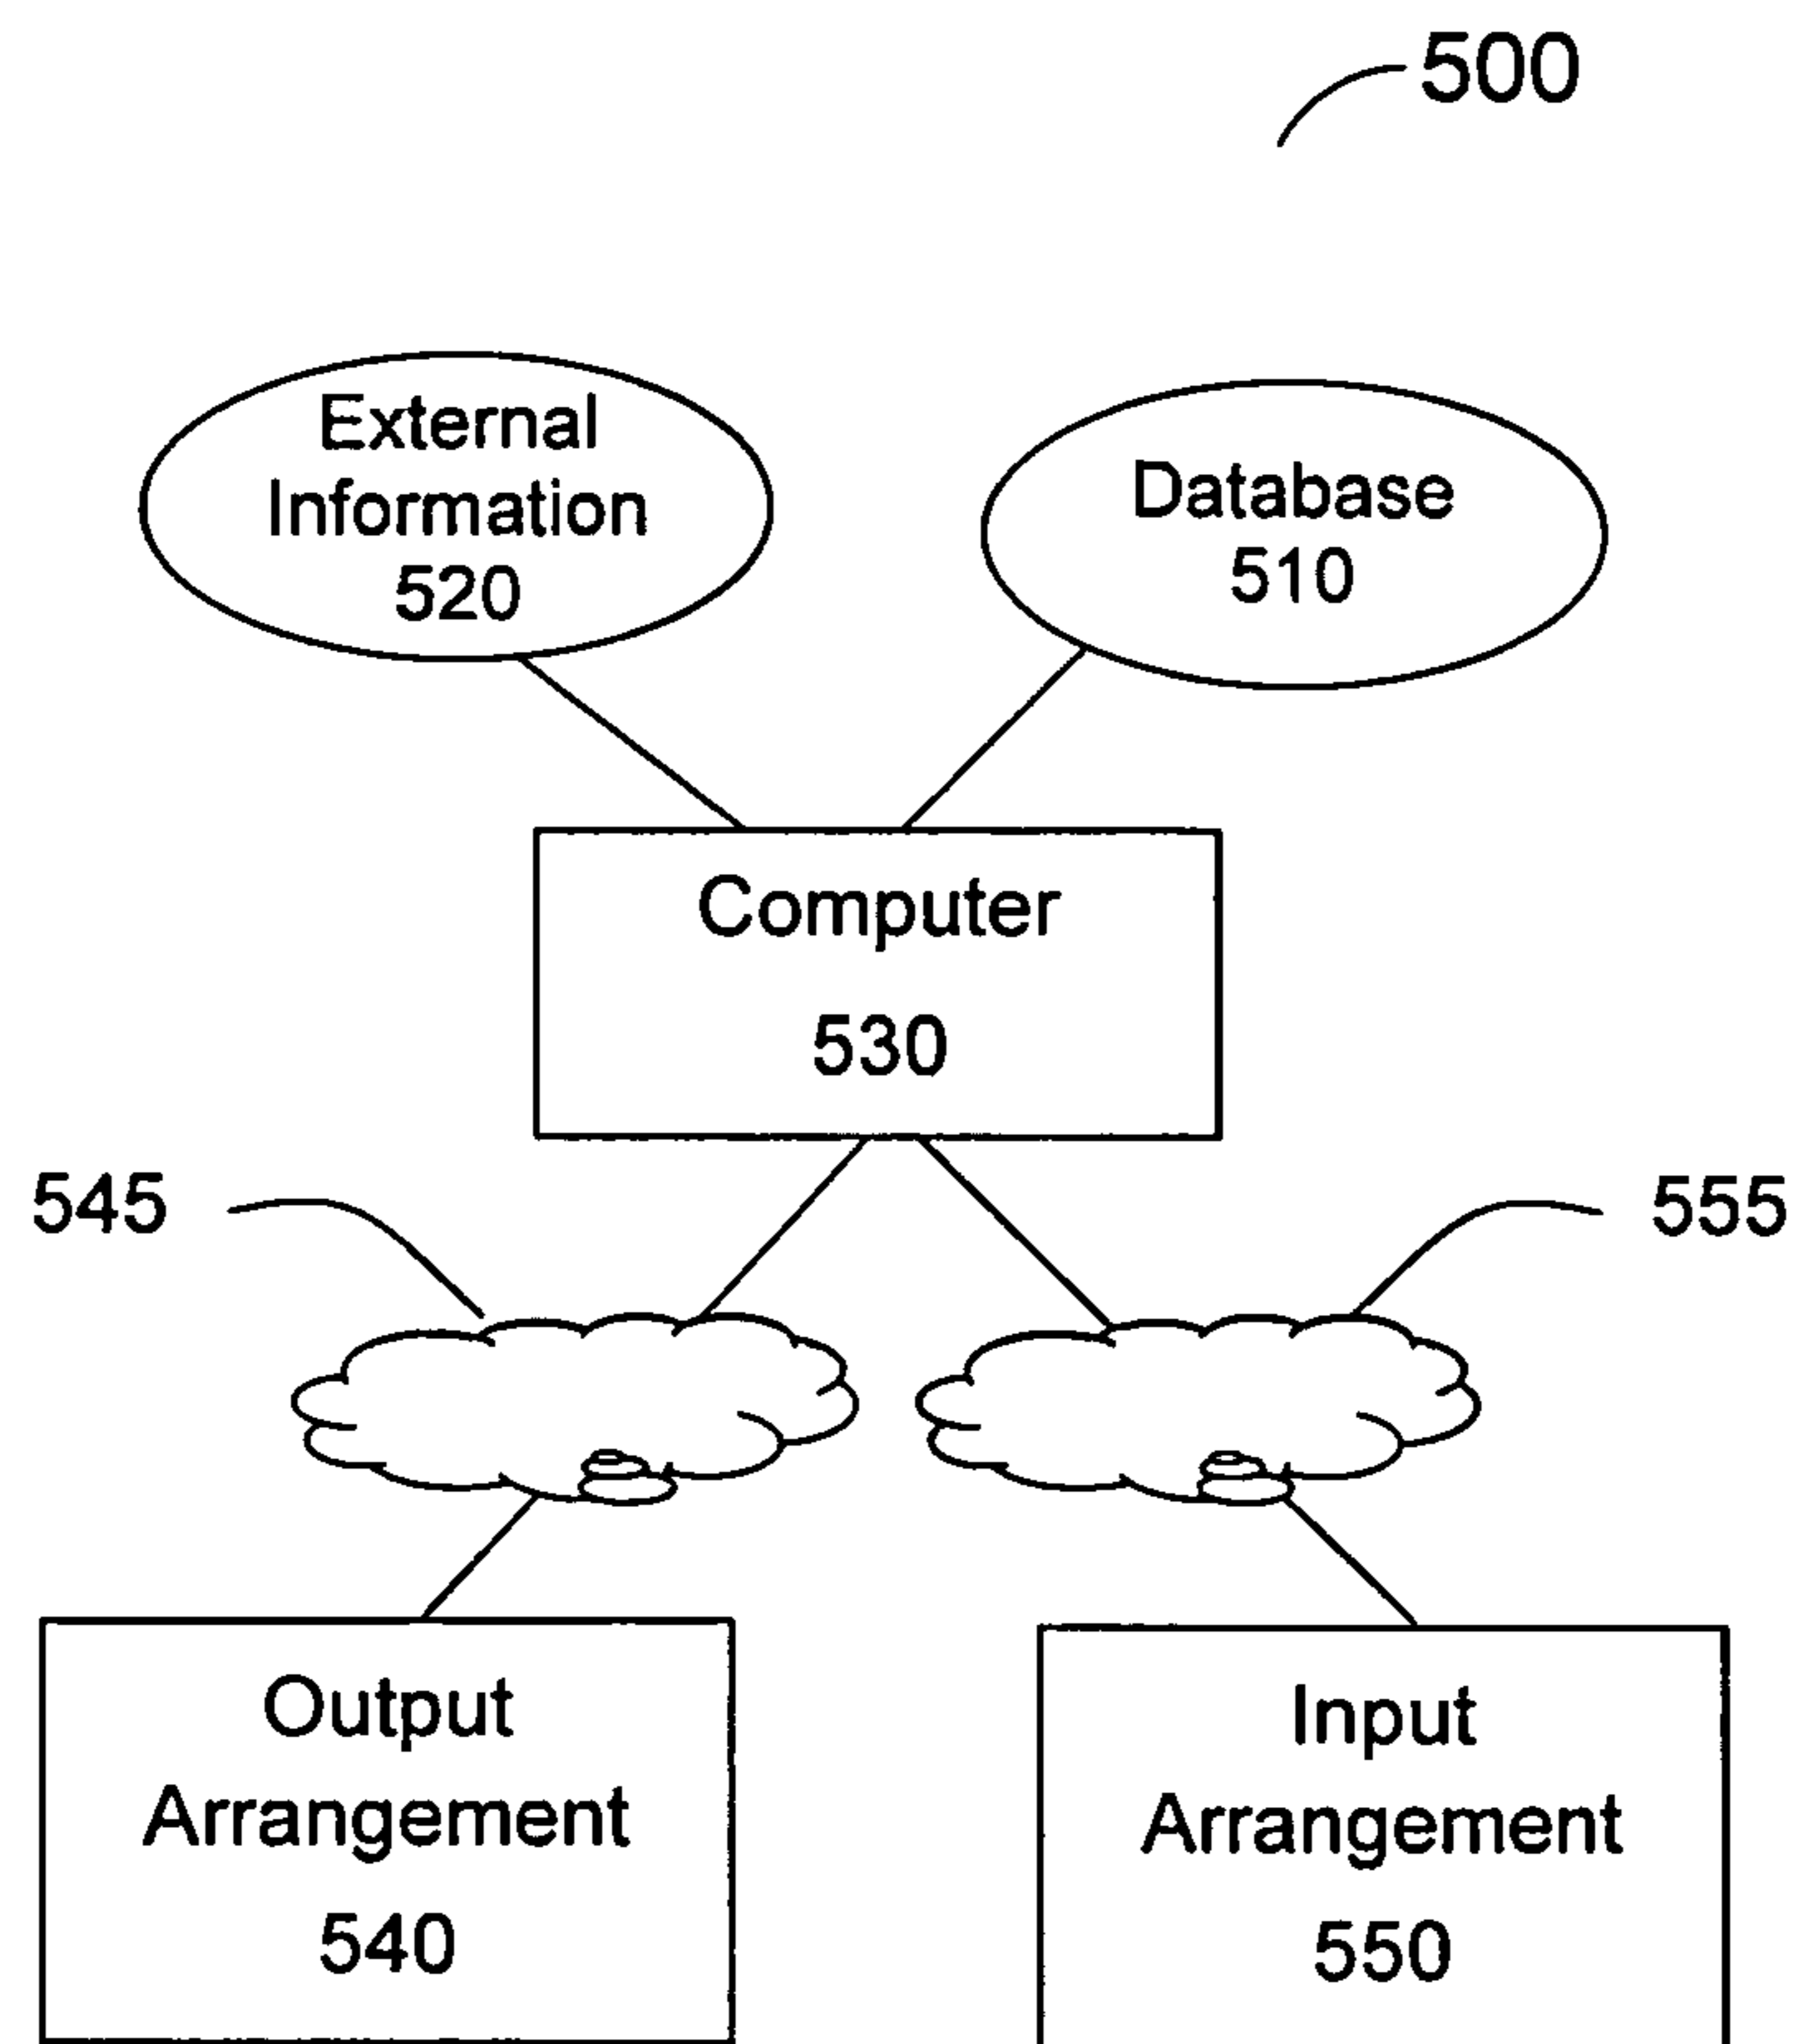 500
External
Information
520
Database
510
Computer
530
545
555
Output
Arrangement
540
Input
Arrangement
550